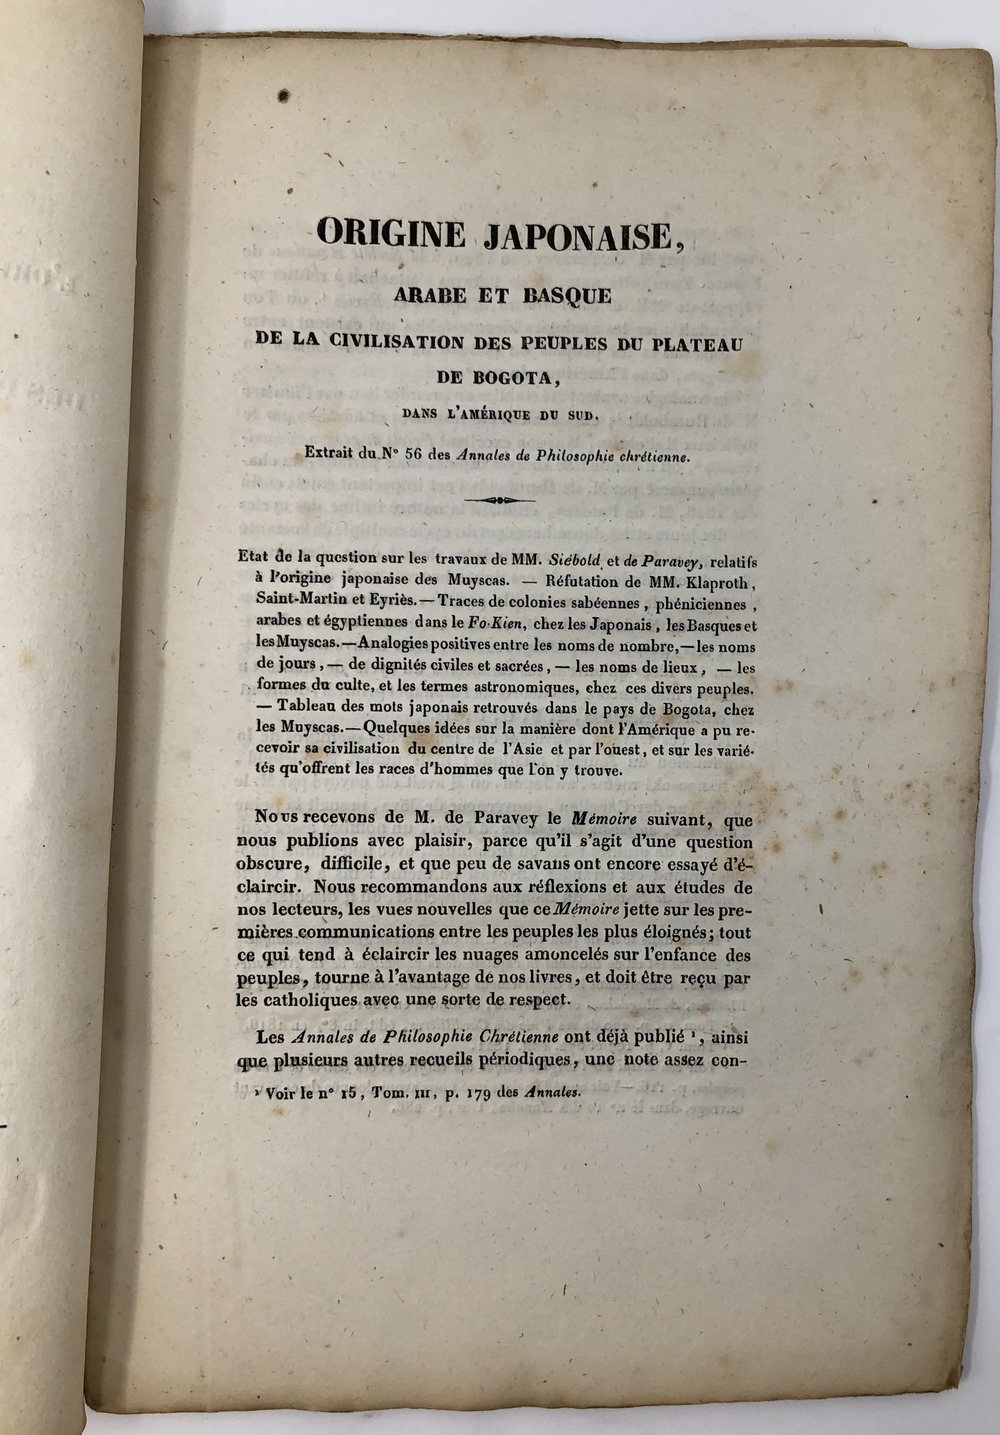 ORIGINE JAPONAISE,
ARABE ET BASQUE
DE LA CIVILISATION DES PEUPLES DU PLATEAU
DE BOGOTA,
DANS L'AMÉRIQUE DU SUD.
Extrait du N° 56 des Annales de Philosophie chrétienne.
Etat de la question sur les travaux de MM. Siébold et de Paravey, relatifs
à l'origine japonaise des Muyscas. — Réfutation de MM. Klaproth,
Saint-Martin et Eyriès. — Traces de colonies sabéennes, phéniciennes,
arabes et égyptiennes dans le Fo-Kien, chez les Japonais, les Basques et
les Muyscas. — Analogies positives entre les noms de nombre, — les noms
de jours, — de dignités civiles et sacrées, — les noms de lieux, — les
formes du culte, et les termes astronomiques, chez ces divers peuples.
— Tableau des mots japonais retrouvés dans le pays de Bogota, chez
les Muyscas. — Quelques idées sur la manière dont l'Amérique a pu re-
cevoir sa civilisation du centre de l'Asie et par l'ouest, et sur les varié-
tés qu'offrent les races d'hommes que l'on y trouve.
Nous recevons de M. de Paravey le Mémoire suivant, que
nous publions avec plaisir, parce qu'il s'agit d'une question
obscure, difficile, et que peu de savans ont encore essayé d'é-
claircir. Nous recommandons aux réflexions et aux études de
nos lecteurs, les vues nouvelles que ce Mémoire jette sur les pre-
mières communications entre les peuples les plus éloignés; tout
ce qui tend à éclaircir les nuages amoncelés sur l'enfance des
peuples, tourne à l'avantage de nos livres, et doit être reçu par
les catholiques avec une sorte de respect.
Les Annales de Philosophie Chrétienne ont déjà publié ¹, ainsi
que plusieurs autres recueils périodiques, une note assez con-
¹ Voir le n° 15, Tom. III, p. 179 des Annales.